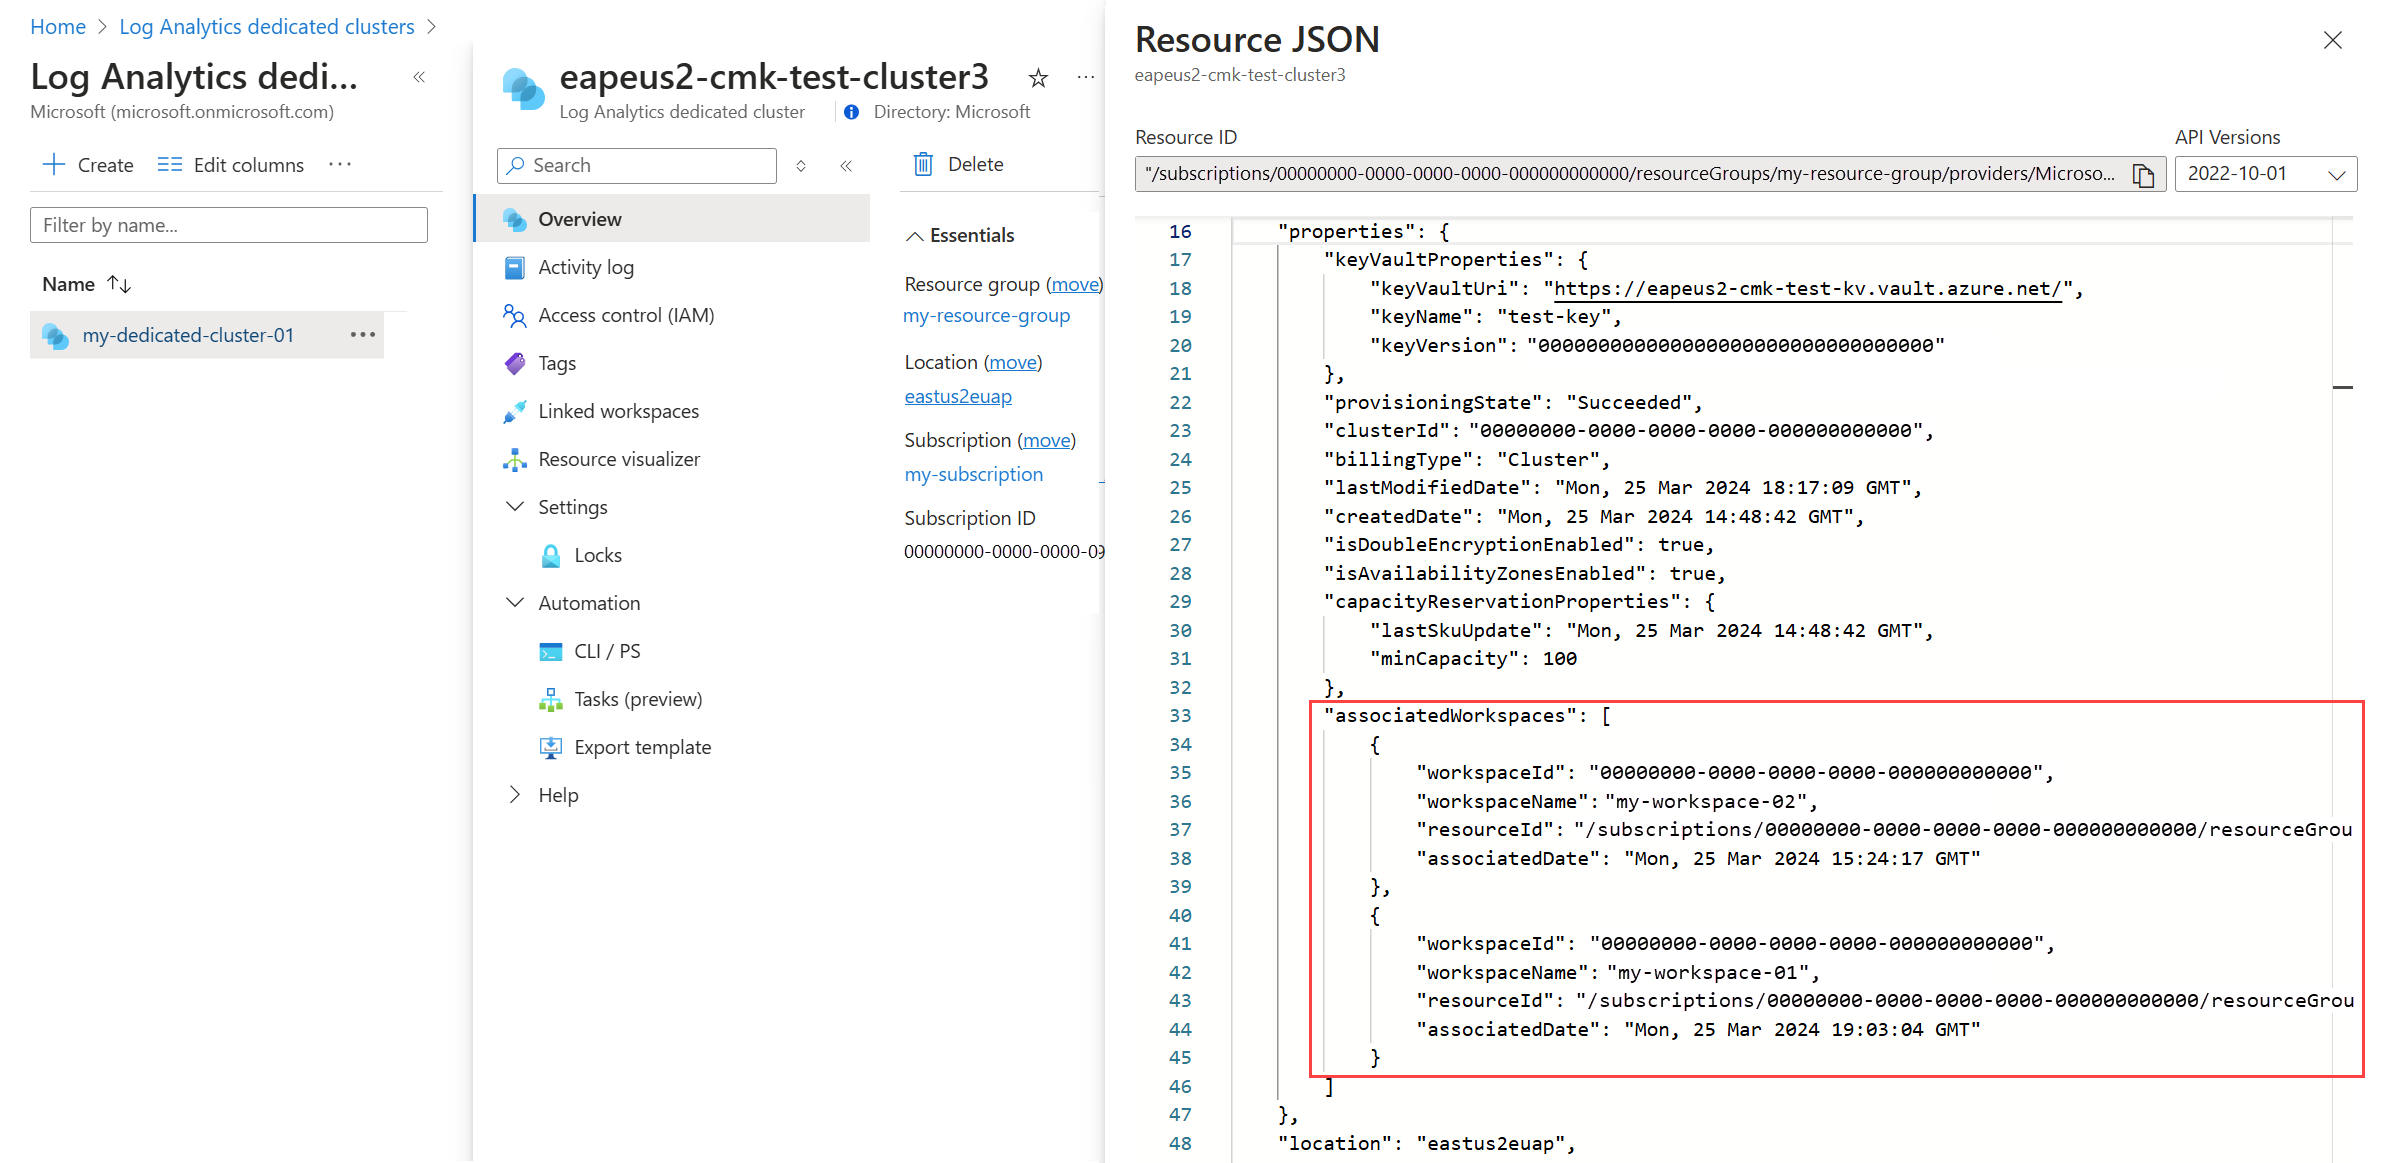 Home > Log Analytics dedicated clusters >
Log Analytics dedi...
Microsoft (microsoft.onmicrosoft.com)
Create
Edit columns
Filter by name...
Name
my-dedicated-cluster-01
eapeus2-cmk-test-cluster3
Log Analytics dedicated cluster
Directory: Microsoft
Search
Delete
Overview
Activity log
Access control (IAM)
Tags
Linked workspaces
Resource visualizer
Settings
Locks
Automation
CLI / PS
Tasks (preview)
Export template
Help
Essentials
Resource group (move)
my-resource-group
Location (move)
eastus2euap
Subscription (move)
my-subscription
Subscription ID
00000000-0000-0000-09
Resource JSON
eapeus2-cmk-test-cluster3
Resource ID
"/subscriptions/00000000-0000-0000-0000-000000000000/resourceGroups/my-resource-group/providers/Microso...
API Versions
2022-10-01
16 "properties": {
17 "keyVaultProperties": {
18 "keyVaultUri": "https://eapeus2-cmk-test-kv.vault.azure.net/",
19 "keyName": "test-key",
20 "keyVersion": "00000000000000000000000000000000"
21 },
22 "provisioningState": "Succeeded",
23 "clusterId": "00000000-0000-0000-0000-000000000000",
24 "billingType": "Cluster",
25 "lastModifiedDate": "Mon, 25 Mar 2024 18:17:09 GMT",
26 "createdDate": "Mon, 25 Mar 2024 14:48:42 GMT",
27 "isDoubleEncryptionEnabled": true,
28 "isAvailabilityZonesEnabled": true,
29 "capacityReservationProperties": {
30 "lastSkuUpdate": "Mon, 25 Mar 2024 14:48:42 GMT",
31 "minCapacity": 100
32 },
33 "associatedWorkspaces": [
34 {
35 "workspaceId": "00000000-0000-0000-0000-000000000000",
36 "workspaceName": "my-workspace-02",
37 "resourceId": "/subscriptions/00000000-0000-0000-0000-000000000000/resourceGrou
38 "associatedDate": "Mon, 25 Mar 2024 15:24:17 GMT"
39 },
40 {
41 "workspaceId": "00000000-0000-0000-0000-000000000000",
42 "workspaceName": "my-workspace-01",
43 "resourceId": "/subscriptions/00000000-0000-0000-0000-000000000000/resourceGrou
44 "associatedDate": "Mon, 25 Mar 2024 19:03:04 GMT"
45 }
46 ]
47 },
48 "location": "eastus2euap",